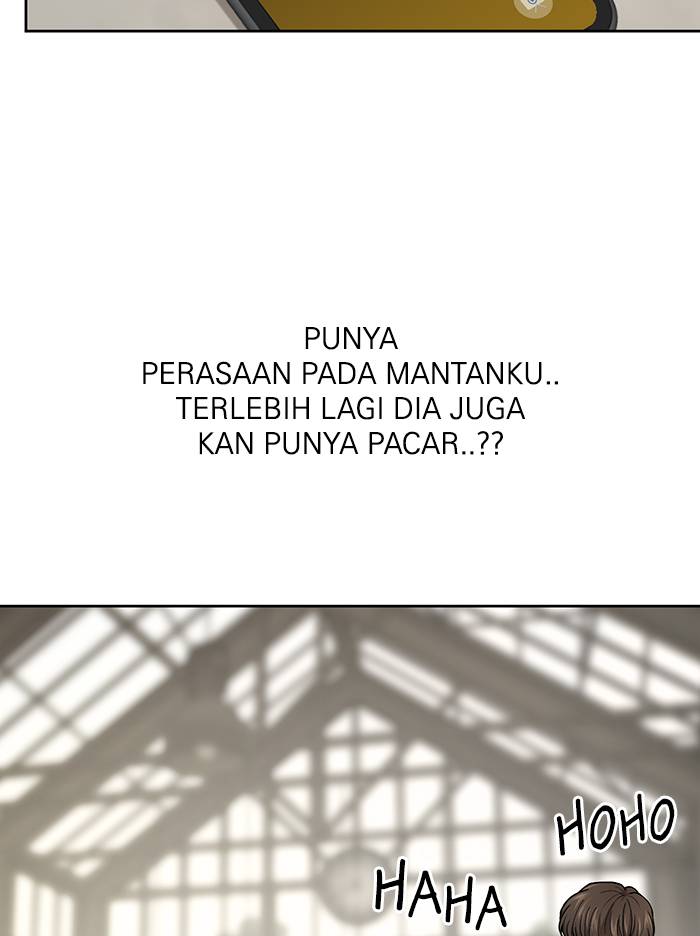 PUNYA
PERASAAN PADA MANTANKU..
TERLEBIH LAGI DIA JUGA
KAN PUNYA PACAR..??
HOHO
HAHA